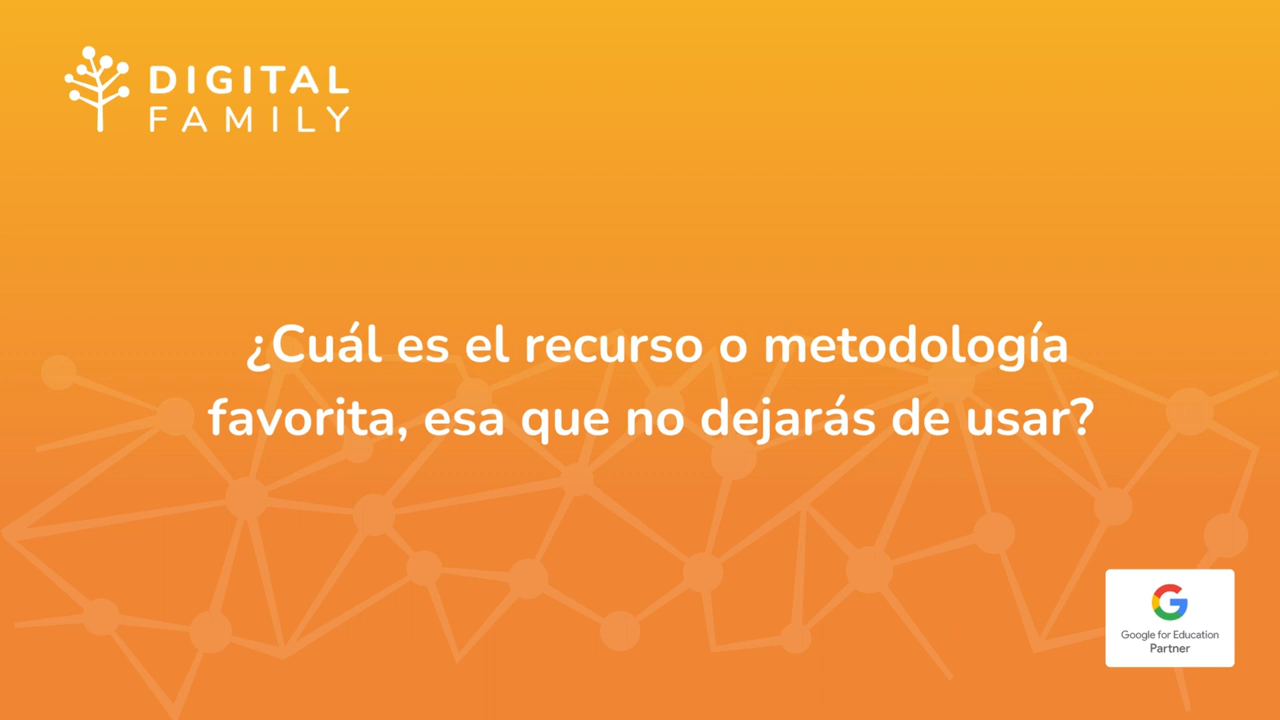 DIGITAL
FAMILY
¿Cuál es el recurso o metodología
favorita, esa que no dejarás de usar?
Google for Education
Partner